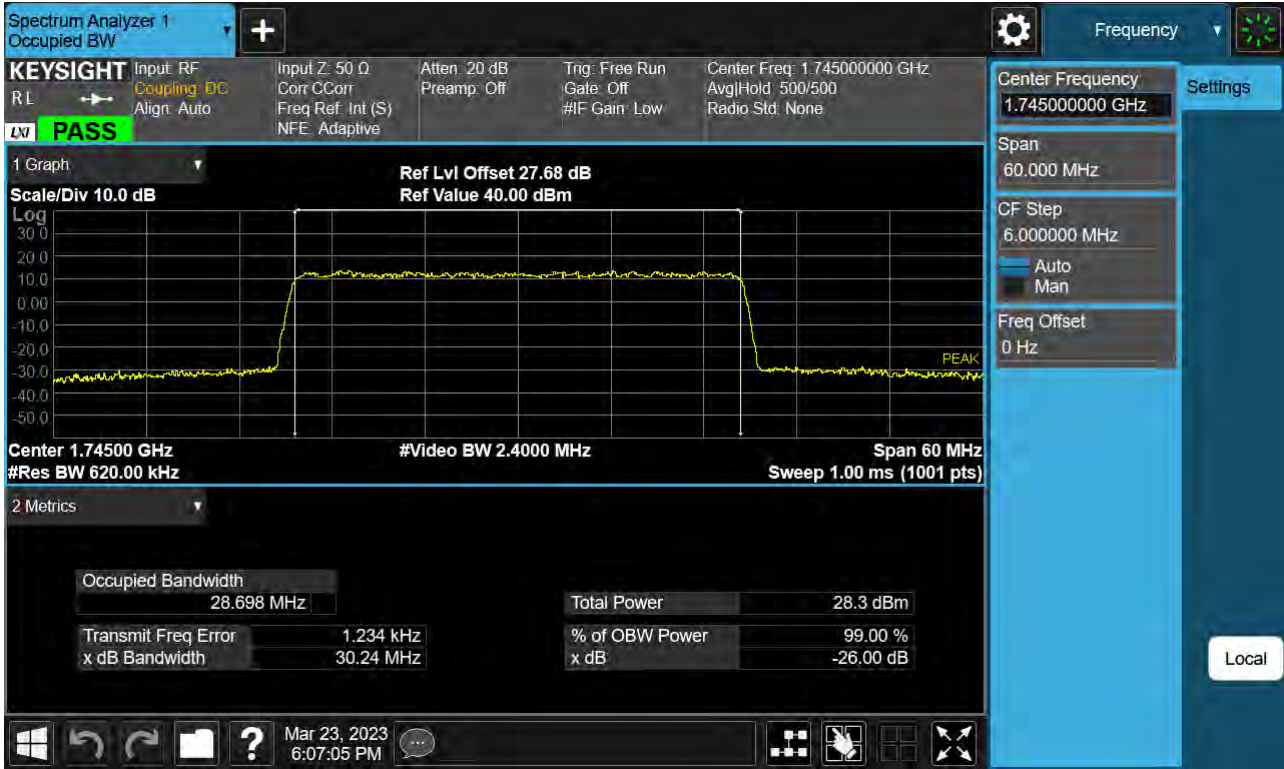 Spectrum Analyzer 1
Occupied BW
Frequency
KEYSIGHT
RL
LXI
PASS
Input: RF
Coupling: DC
Align: Auto
Input Z: 50 Ω
Corr CCorr
Freq Ref: Int (S)
NFE: Adaptive
Atten: 20 dB
Preamp: Off
Trig: Free Run
Gate: Off
#IF Gain: Low
Center Freq: 1.745000000 GHz
Avg|Hold: 500/500
Radio Std: None
Center Frequency
1.745000000 GHz
Settings
Span
60.000 MHz
CF Step
6.000000 MHz
Auto
Man
Freq Offset
0 Hz
Local
1 Graph
Scale/Div 10.0 dB
Ref Lvl Offset 27.68 dB
Ref Value 40.00 dBm
Log
30.0
20.0
10.0
0.00
-10.0
-20.0
-30.0
-40.0
-50.0
PEAK
Center 1.74500 GHz
#Video BW 2.4000 MHz
Span 60 MHz
#Res BW 620.00 kHz
Sweep 1.00 ms (1001 pts)
2 Metrics
Occupied Bandwidth
28.698 MHz
Total Power 28.3 dBm
Transmit Freq Error 1.234 kHz
% of OBW Power 99.00 %
x dB Bandwidth 30.24 MHz
x dB -26.00 dB
?
Mar 23, 2023
6:07:05 PM